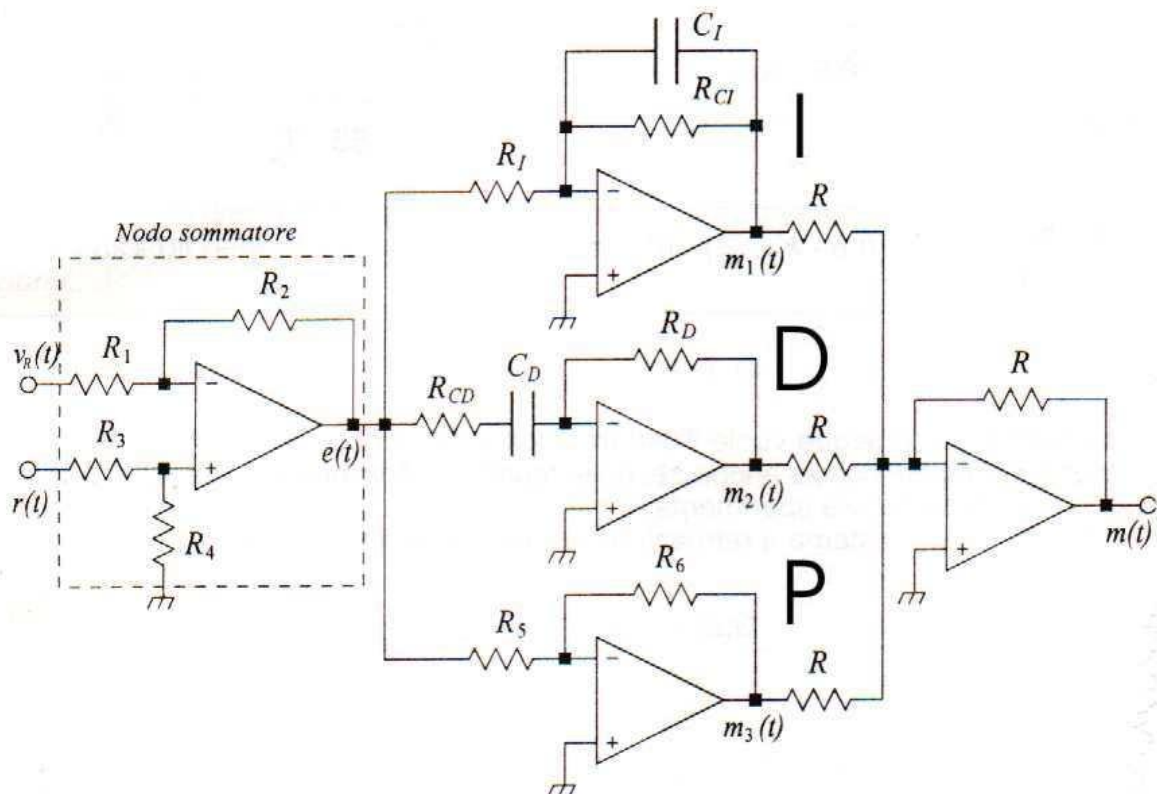 C_I
R_CI
I
R_I
R
m_1(t)
Nodo sommatore
R_2
R_D
D
v_R(t)
R_1
C_D
R_CD
R
R
R_3
e(t)
m_2(t)
r(t)
m(t)
R_4
R_6
P
R_5
R
m_3(t)